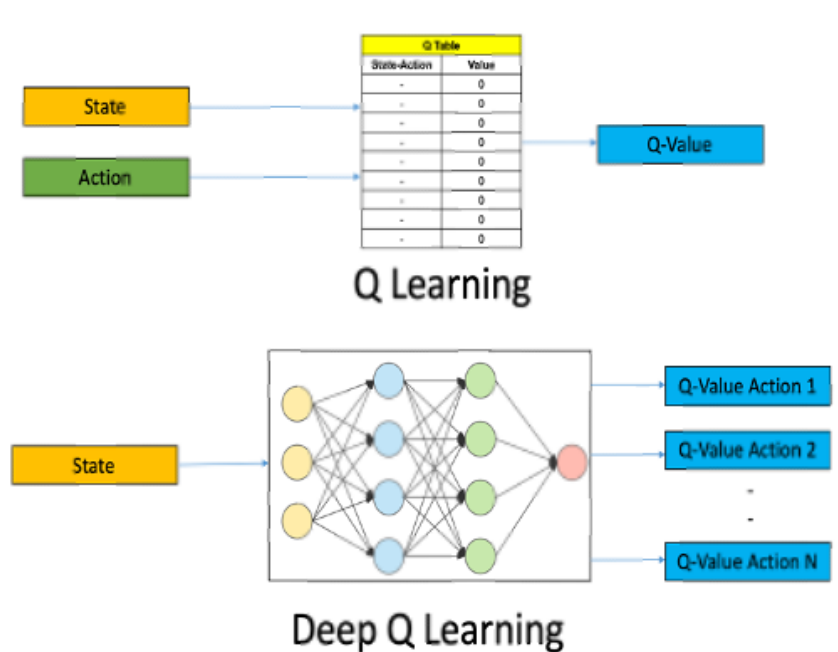 Q Table
State-Action Value
- 0
- 0
- 0
- 0
- 0
- 0
- 0
- 0
- 0
State
Action
Q-Value
Q Learning
State
Q-Value Action 1
Q-Value Action 2
-
-
Q-Value Action N
Deep Q Learning